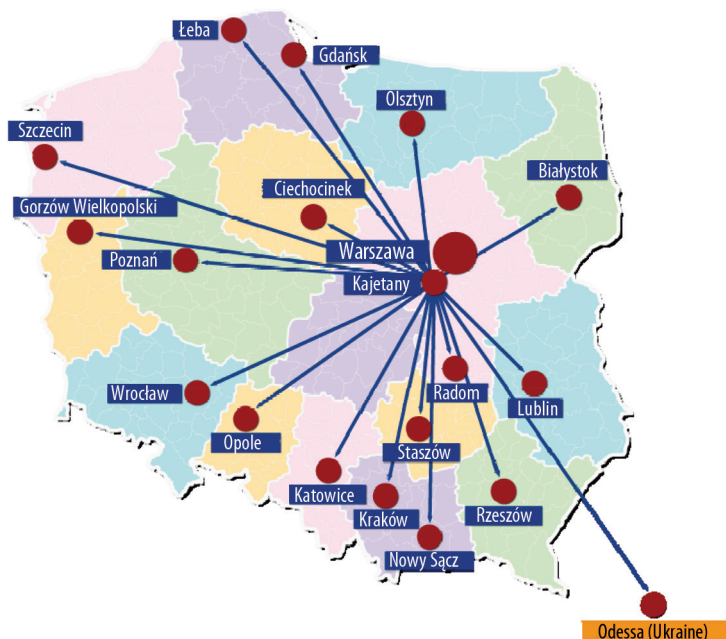 Łeba
Gdańsk
Olsztyn
Szczecin
Białystok
Ciechocinek
Gorzów Wielkopolski
Warszawa
Poznań
Kajetany
Wrocław
Radom
Lublin
Opole
Staszów
Katowice
Kraków
Rzeszów
Nowy Sącz
Odessa (Ukraine)